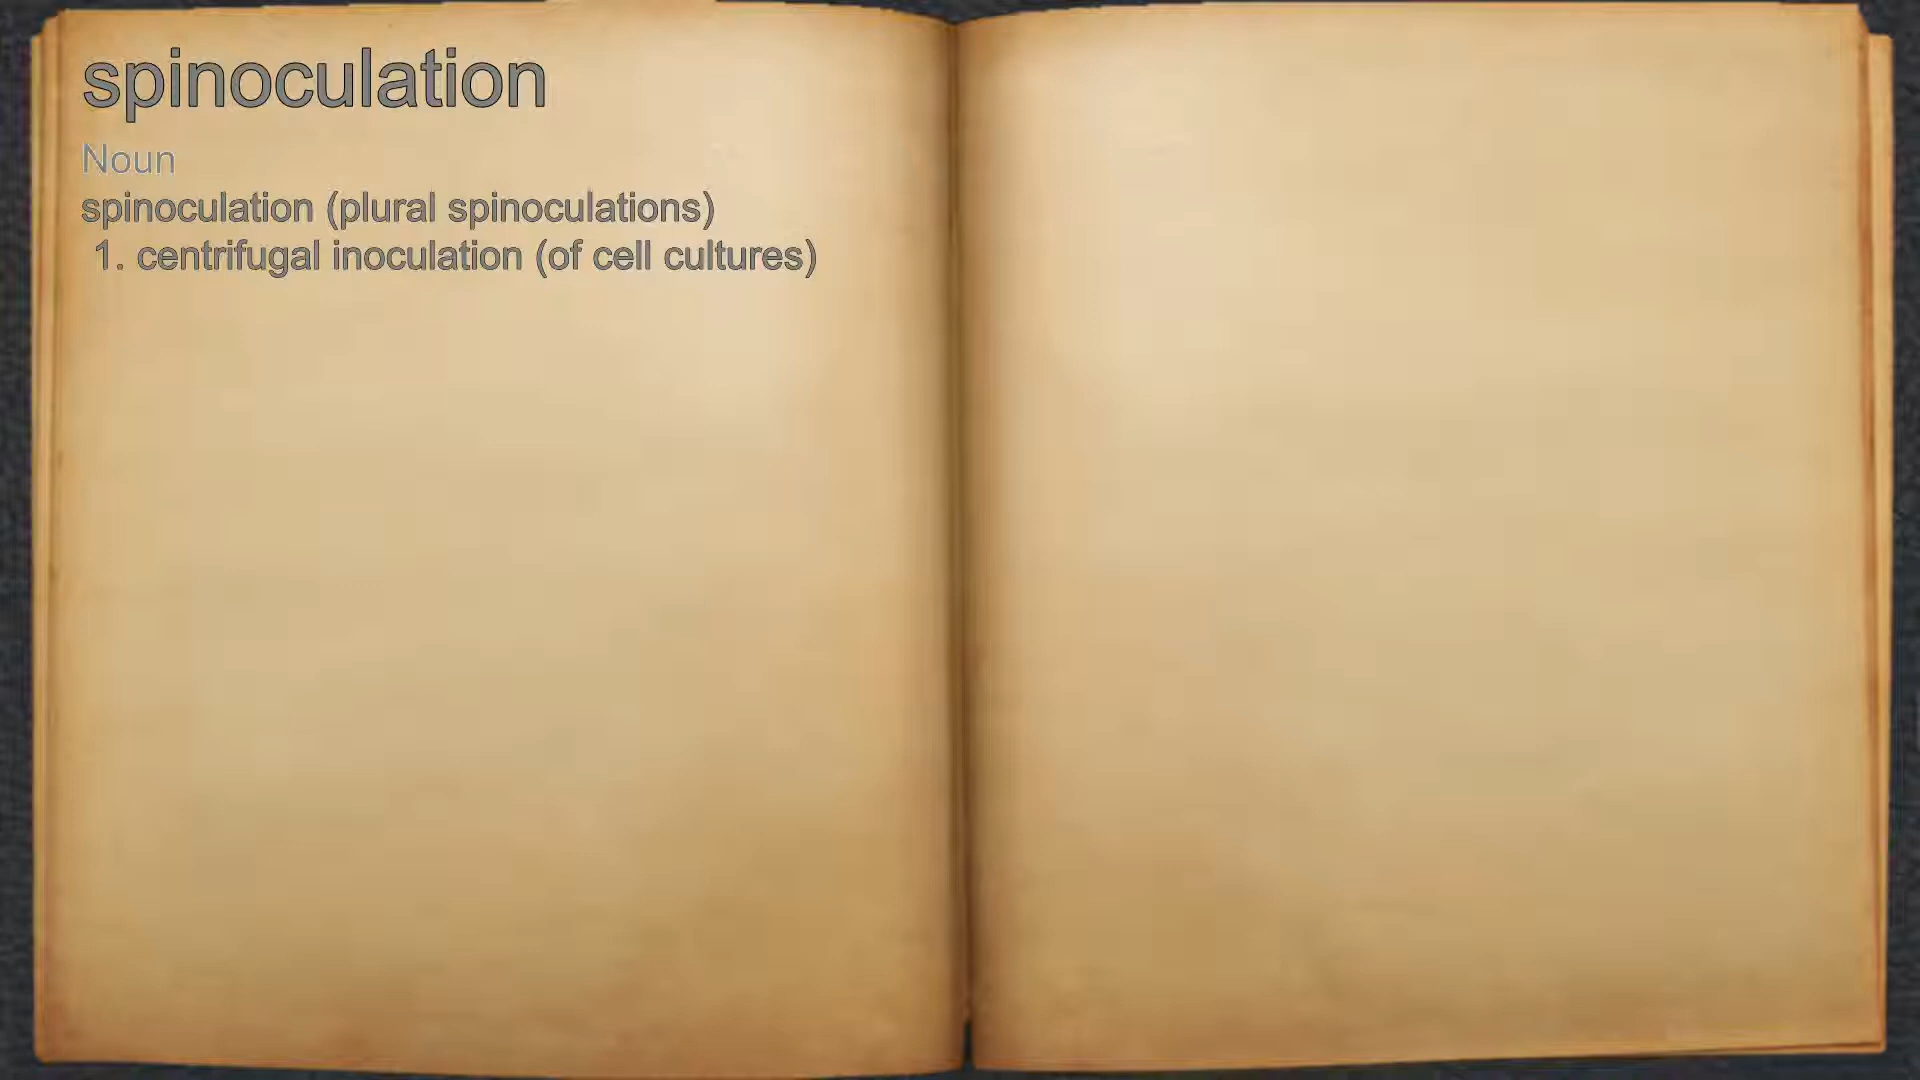 spinoculation
Noun
spinoculation (plural spinoculations)
1. centrifugal inoculation (of cell cultures)